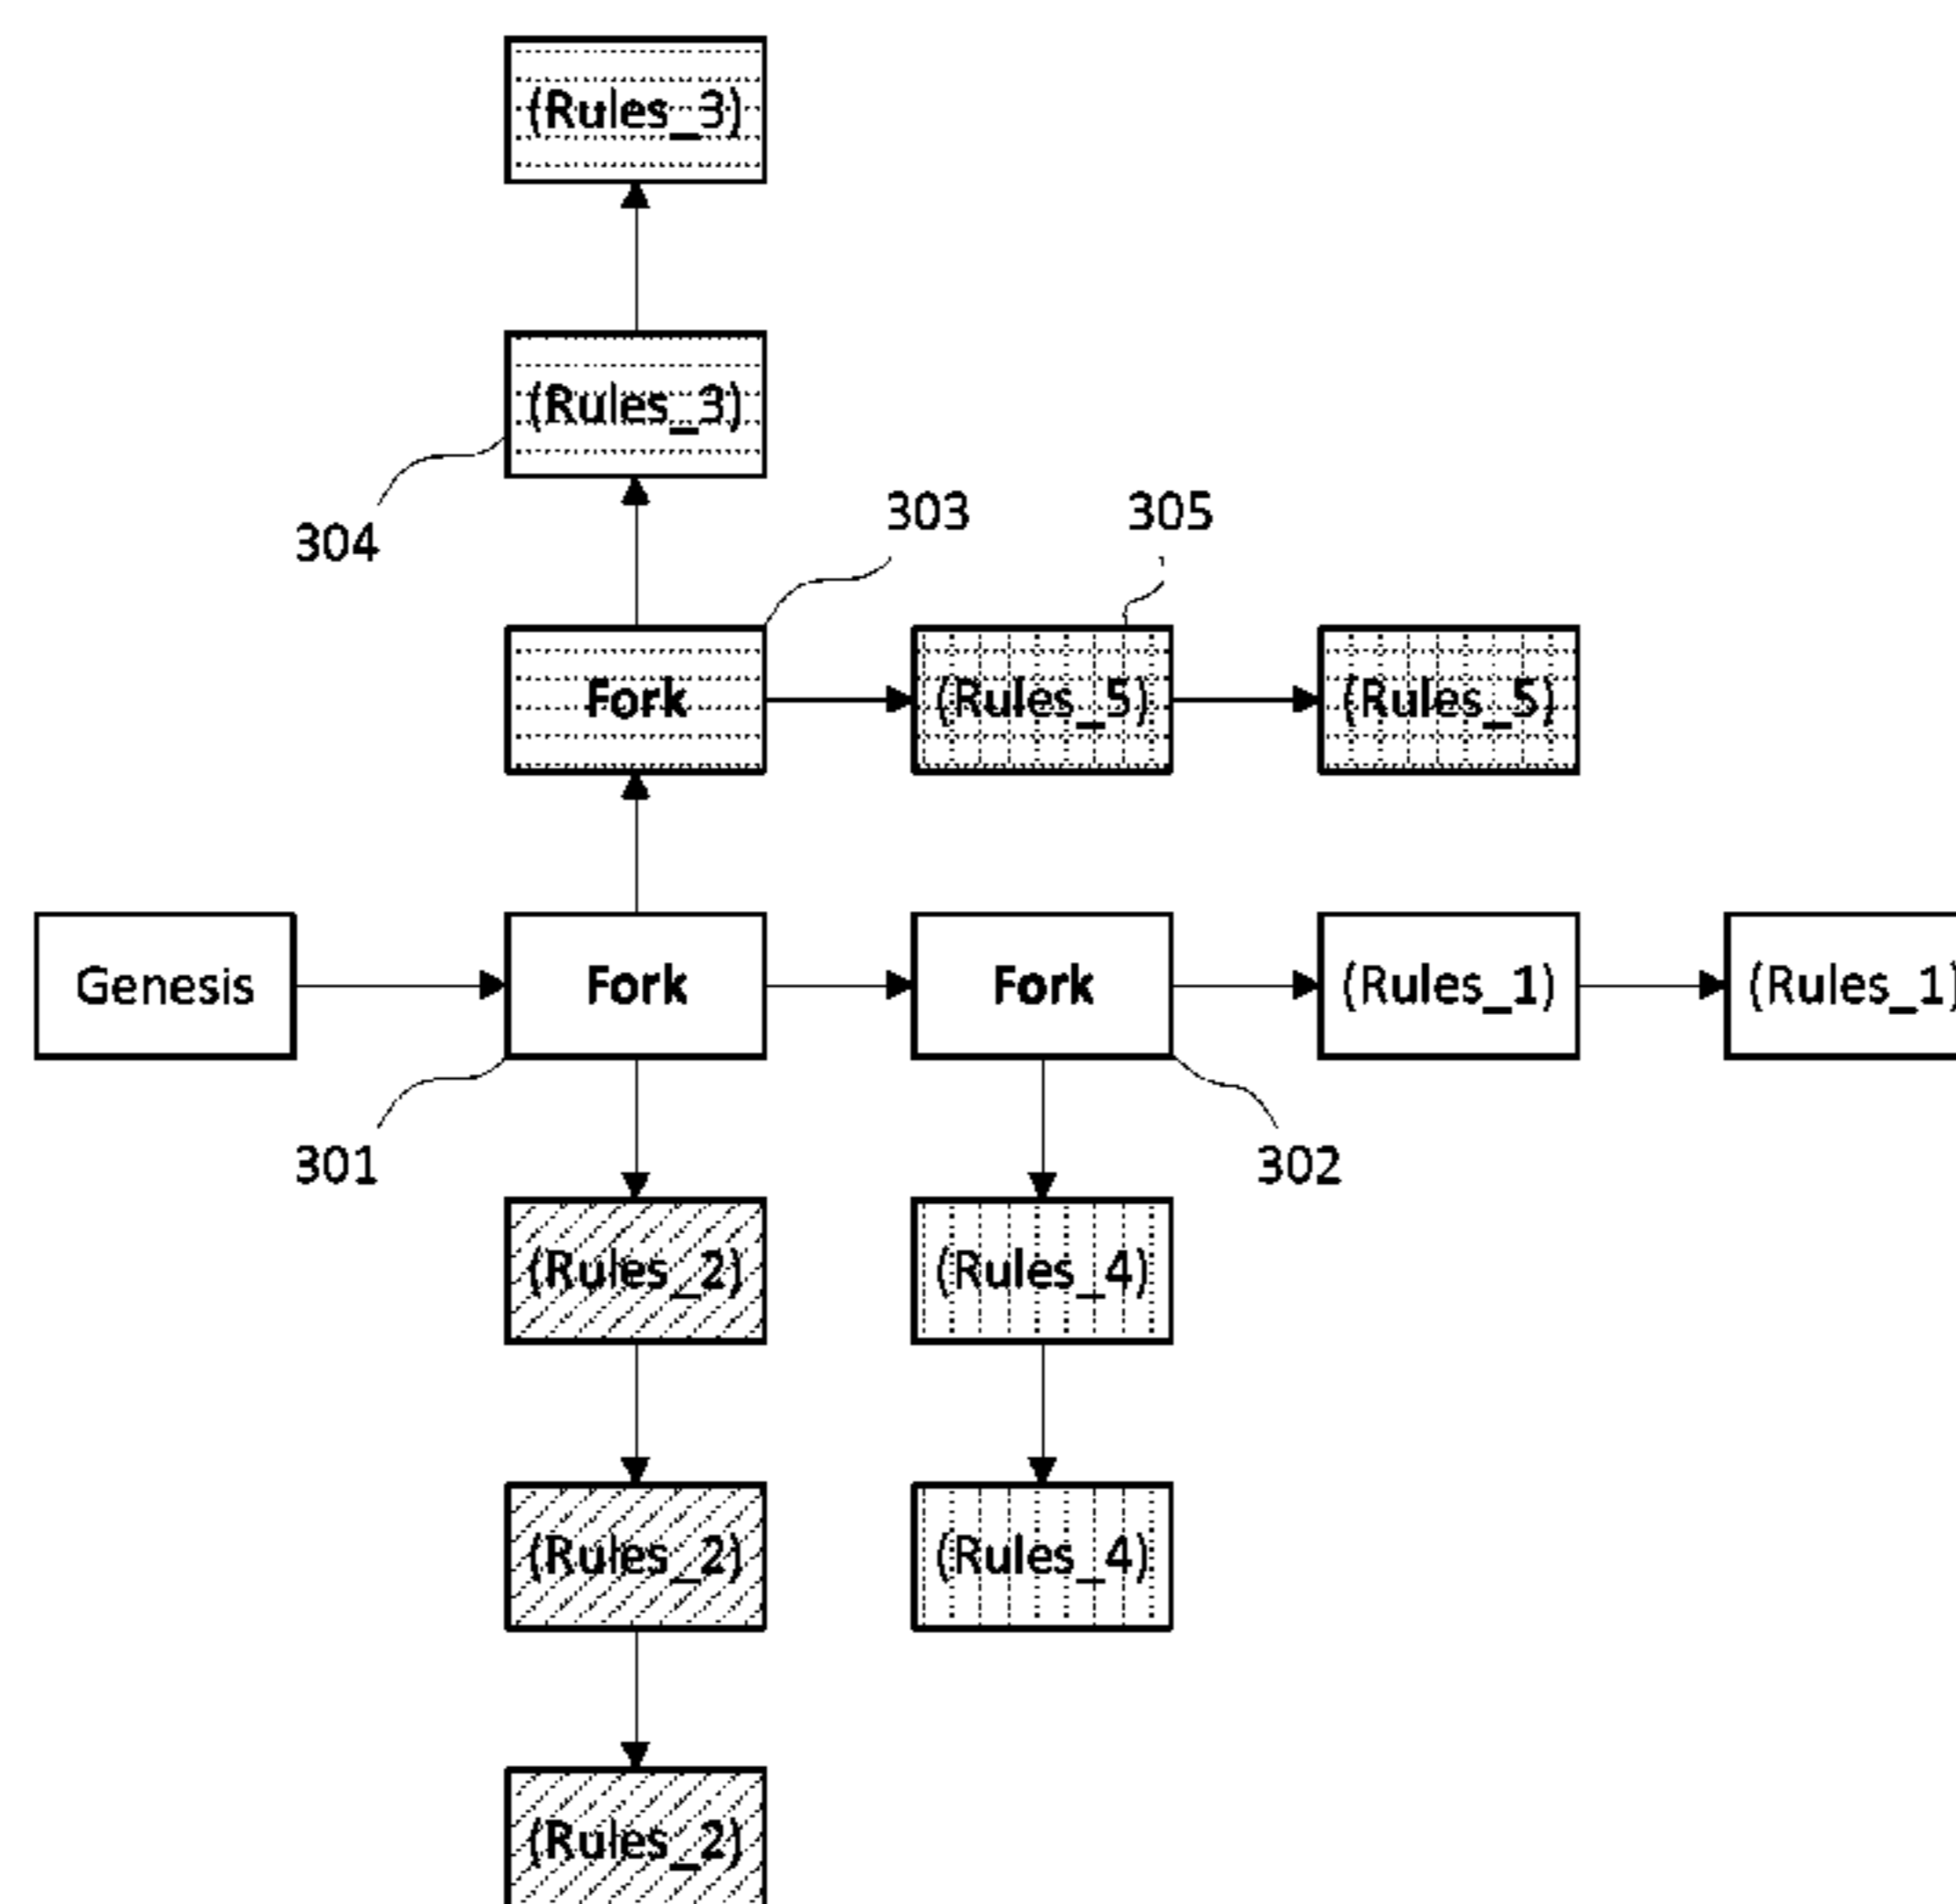 (Rules_3)
(Rules_3)
304
303
305
Fork
(Rules_5)
(Rules_5)
Genesis
Fork
Fork
(Rules_1)
(Rules_1)
301
302
(Rules_2)
(Rules_4)
(Rules_2)
(Rules_4)
(Rules_2)